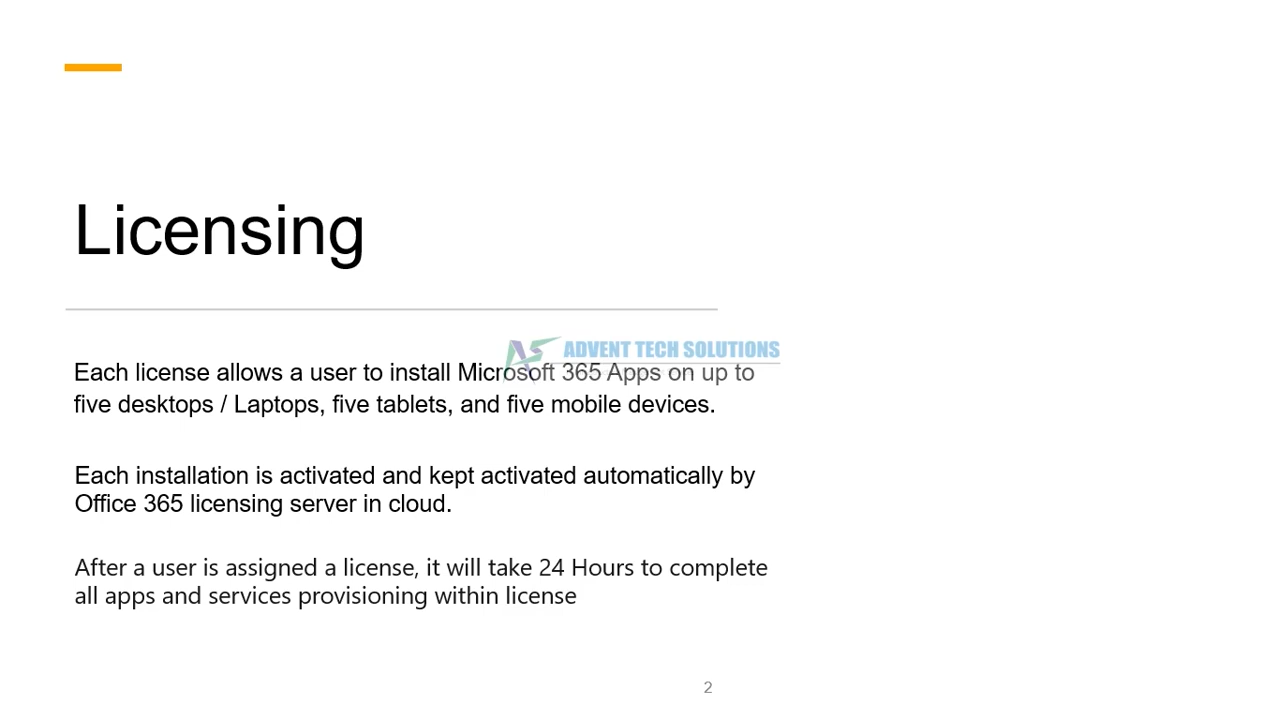 Licensing
ADVENT TECH SOLUTIONS
Each license allows a user to install Microsoft 365 Apps on up to
five desktops / Laptops, five tablets, and five mobile devices.
Each installation is activated and kept activated automatically by
Office 365 licensing server in cloud.
After a user is assigned a license, it will take 24 Hours to complete
all apps and services provisioning within license
2